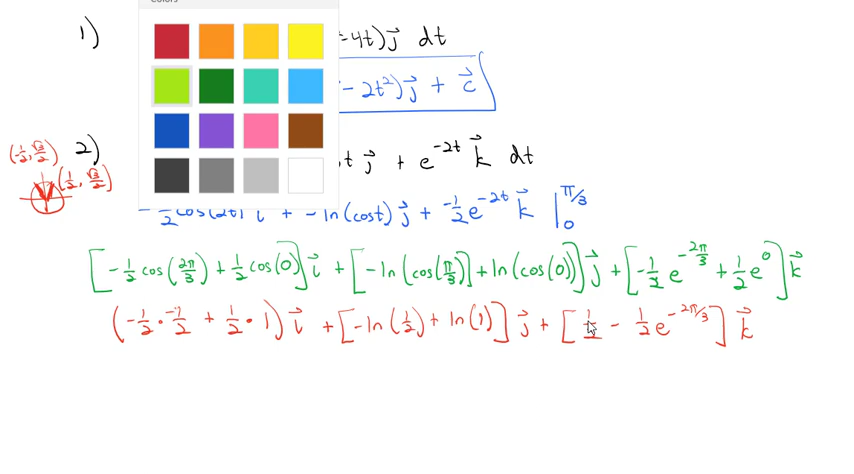 Colors
1) -4t) j⃗ dt
- 2t²) j⃗ + c⃗
2) t j⃗ + e^(-2t) k⃗ dt
(-1/2, √3/2)
(1/2, √3/2)
-1/2 cos(2t) i⃗ + -ln(cost) j⃗ + -1/2 e^(-2t) k⃗ |_0^(π/3)
[-1/2 cos(2π/3) + 1/2 cos(0)] i⃗ + [-ln(cos(π/3)] + ln(cos(0))] j⃗ + [-1/2 e^(-2π/3) + 1/2 e^0] k⃗
(-1/2 · -1/2 + 1/2 · 1) i⃗ + [-ln(1/2) + ln(1)] j⃗ + [1/2 - 1/2 e^(-2π/3)] k⃗